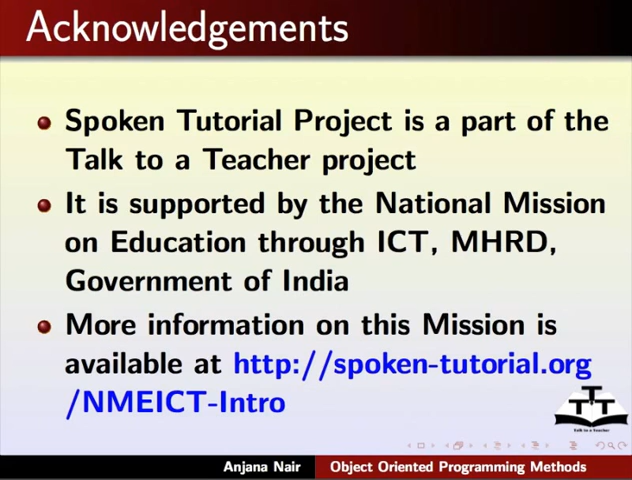 Acknowledgements
Spoken Tutorial Project is a part of the
Talk to a Teacher project
It is supported by the National Mission
on Education through ICT, MHRD,
Government of India
More information on this Mission is
available at http://spoken-tutorial.org
/NMEICT-Intro
TTT
Talk to a Teacher
Anjana Nair Object Oriented Programming Methods